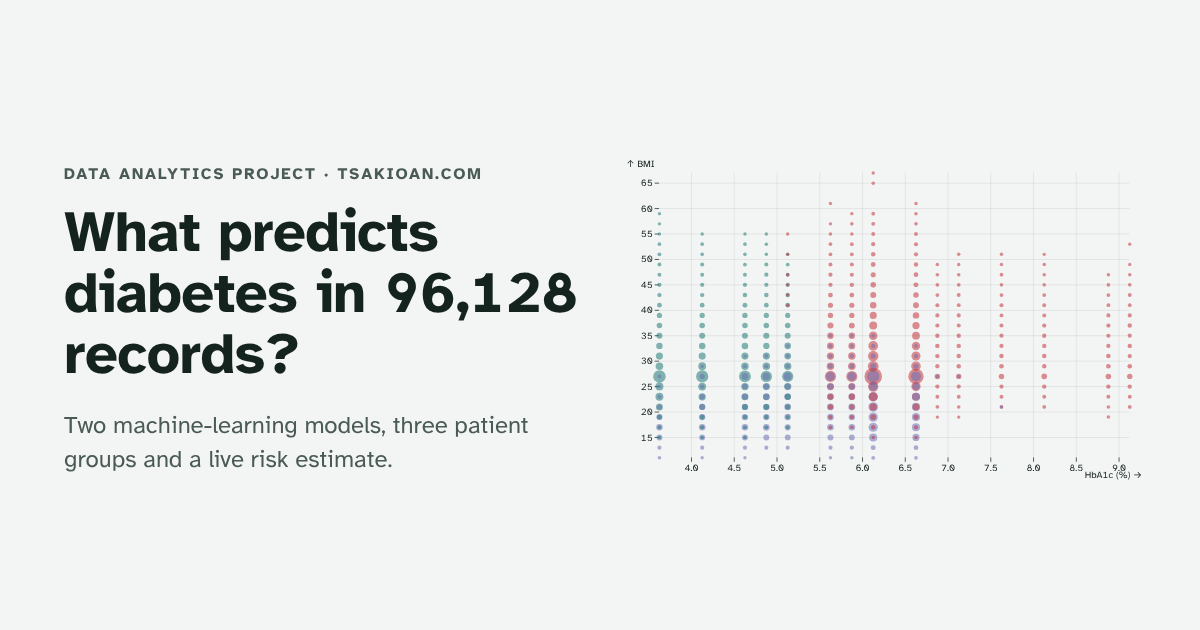 DATA ANALYTICS PROJECT · TSAKIOAN.COM
What predicts
diabetes in 96,128
records?
Two machine-learning models, three patient
groups and a live risk estimate.
↑ BMI
65
60
55
50
45
40
35
30
25
20
15
4.0 4.5 5.0 5.5 6.0 6.5 7.0 7.5 8.0 8.5 9.0
HbA1c (%) →